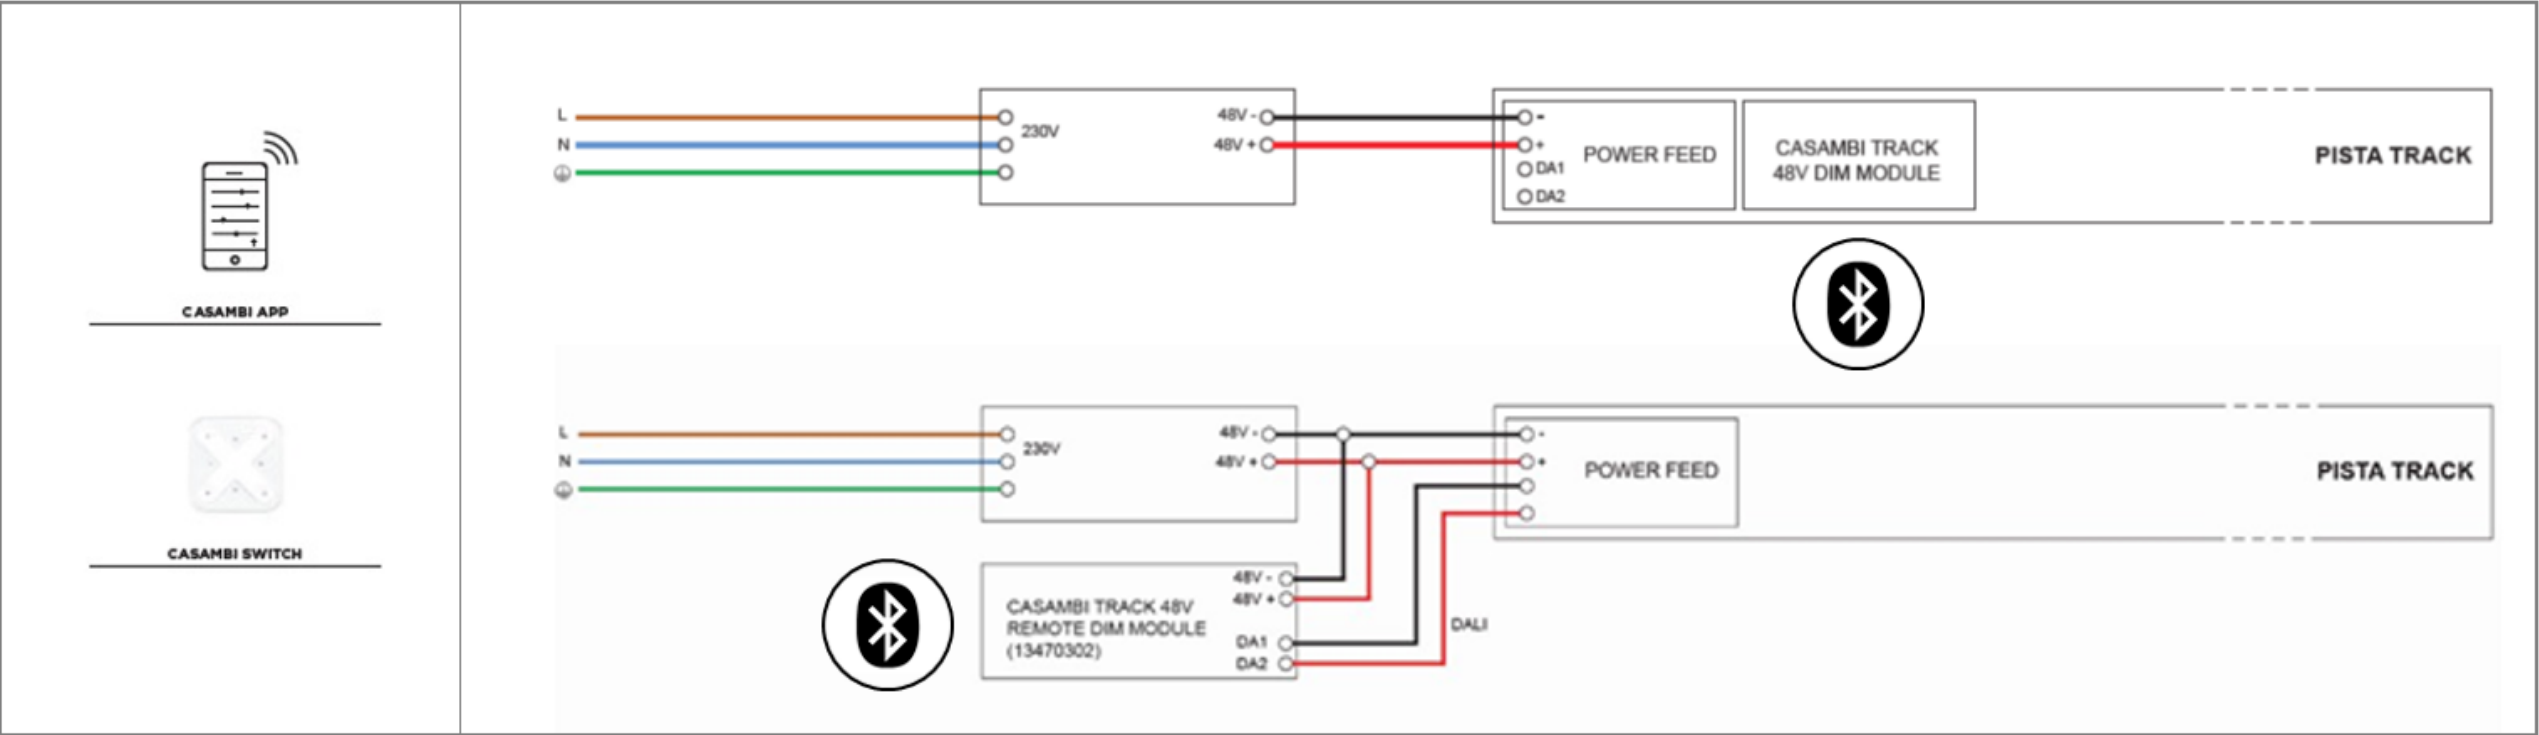 CASAMBI APP
CASAMBI SWITCH
L
N
230V
48V -
48V +
-
+
DA1
DA2
POWER FEED
CASAMBI TRACK
48V DIM MODULE
PISTA TRACK
L
N
230V
48V -
48V +
-
+
POWER FEED
PISTA TRACK
CASAMBI TRACK 48V
REMOTE DIM MODULE
(13470302)
48V -
48V +
DA1
DA2
DALI